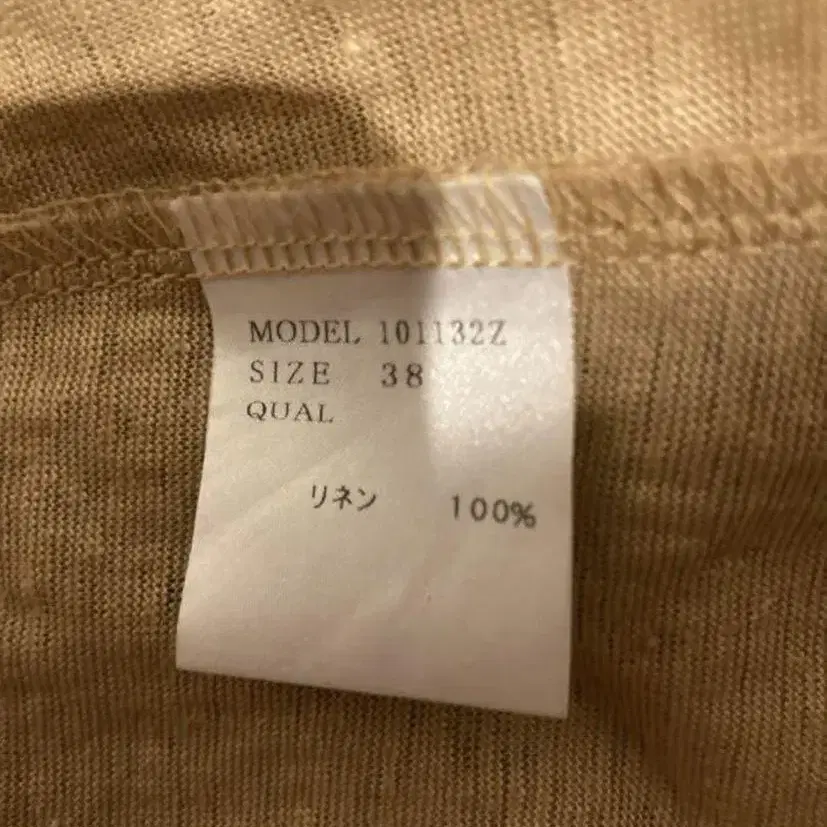 MODEL 101132Z
SIZE 38
QUAL
リネン 100%